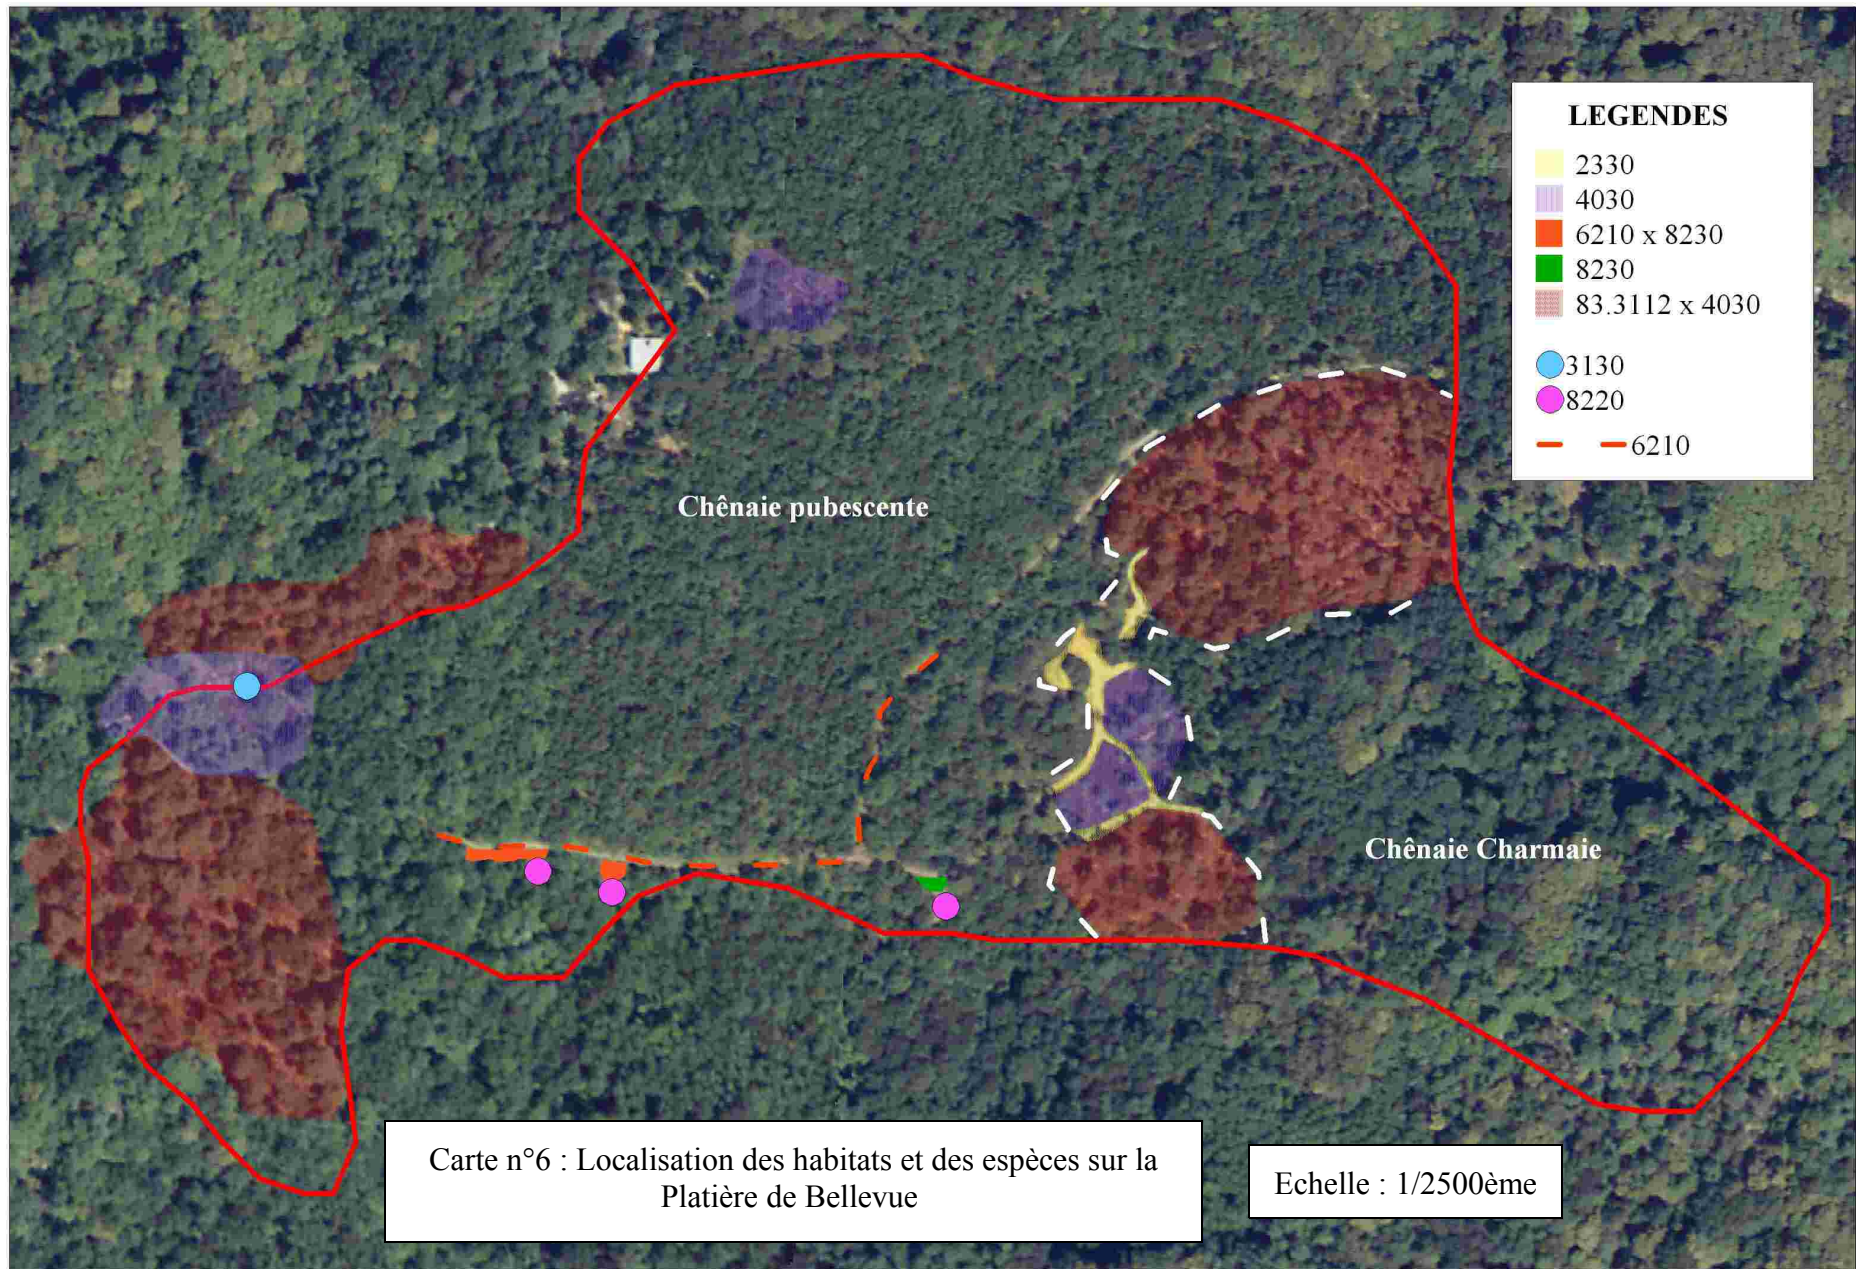 LEGENDES
2330
4030
6210 x 8230
8230
83.3112 x 4030
3130
8220
6210
Chênaie pubescente
Chênaie Charmaie
Carte n°6 : Localisation des habitats et des espèces sur la
Platière de Bellevue
Echelle : 1/2500ème